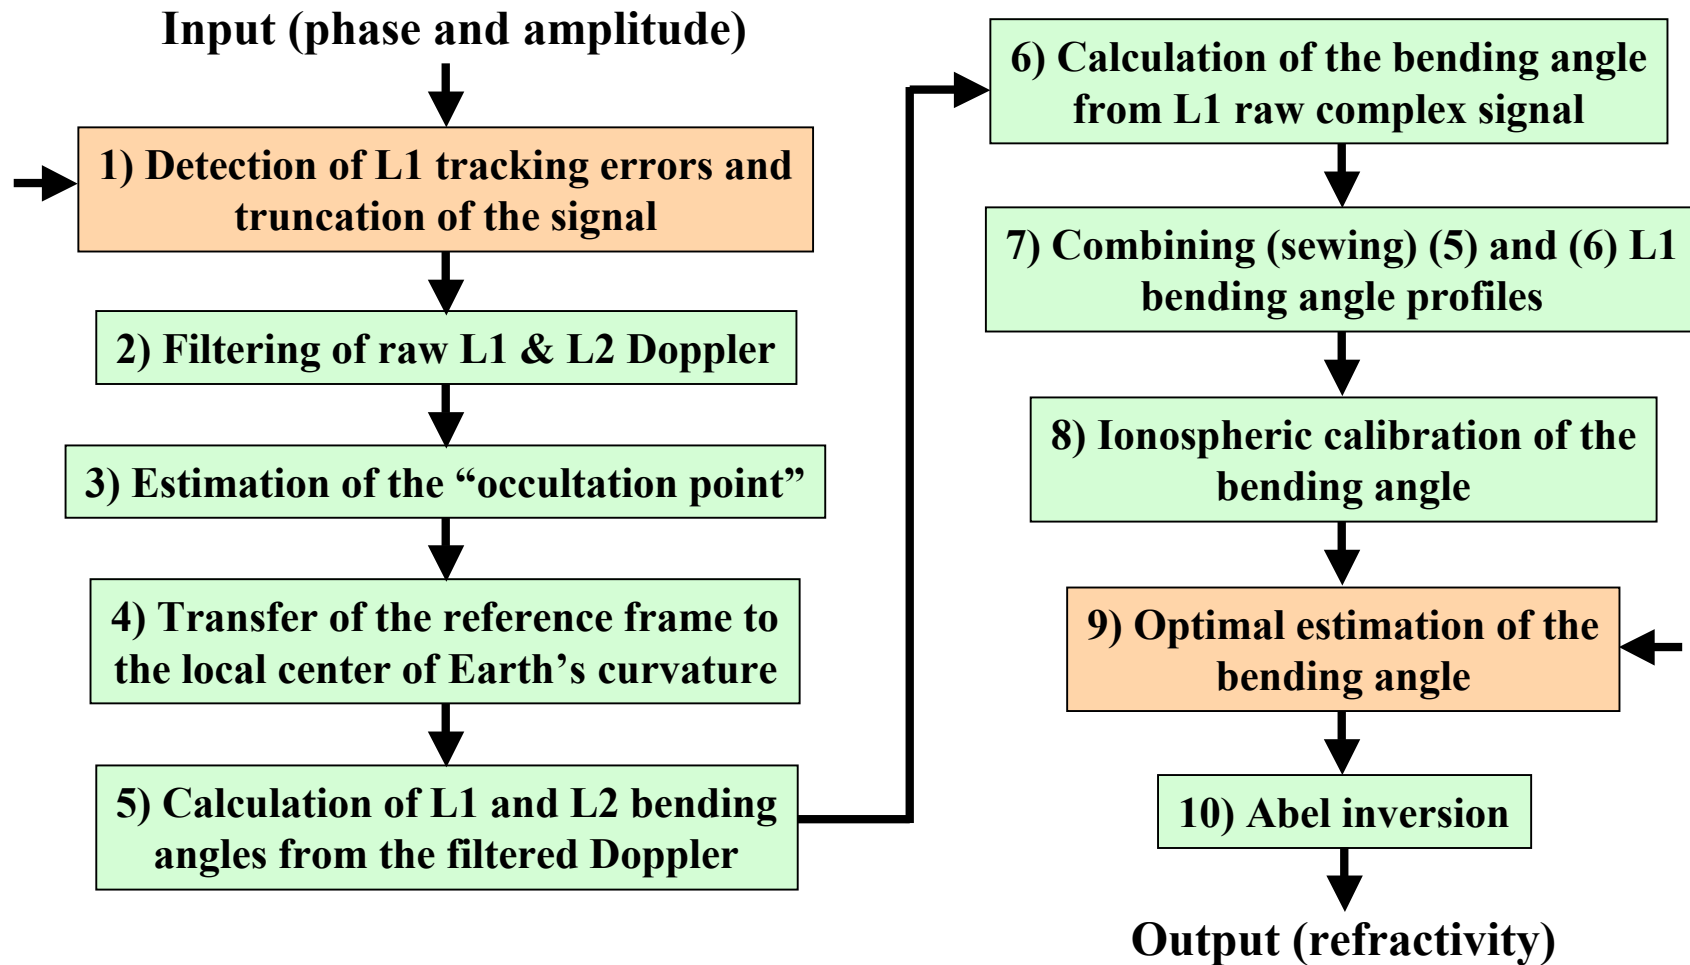 Input (phase and amplitude)
1) Detection of L1 tracking errors and
truncation of the signal
2) Filtering of raw L1 & L2 Doppler
3) Estimation of the “occultation point”
4) Transfer of the reference frame to
the local center of Earth’s curvature
5) Calculation of L1 and L2 bending
angles from the filtered Doppler
6) Calculation of the bending angle
from L1 raw complex signal
7) Combining (sewing) (5) and (6) L1
bending angle profiles
8) Ionospheric calibration of the
bending angle
9) Optimal estimation of the
bending angle
10) Abel inversion
Output (refractivity)